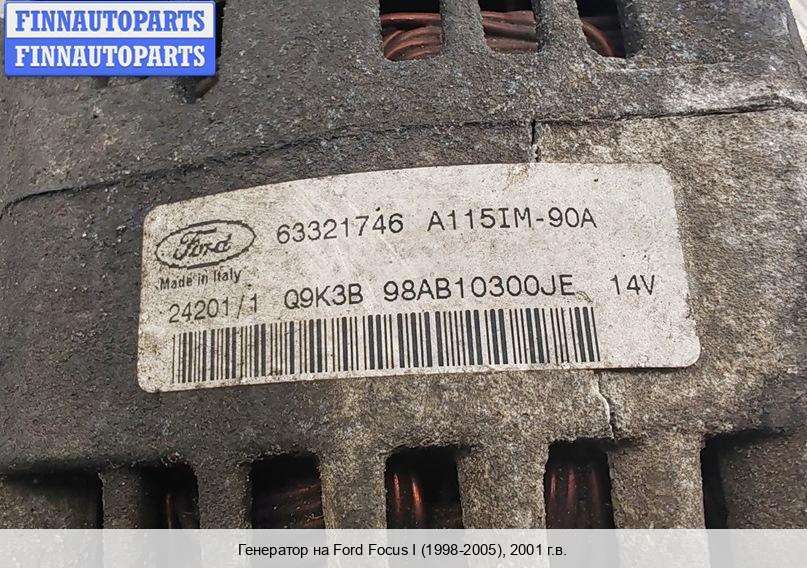 FINNAUTOPARTS
FINNAUTOPARTS
Ford 63321746 A115IM-90A
Made in Italy
24201/1 Q9K3B 98AB10300JE 14V
Генератор на Ford Focus I (1998-2005), 2001 г.в.